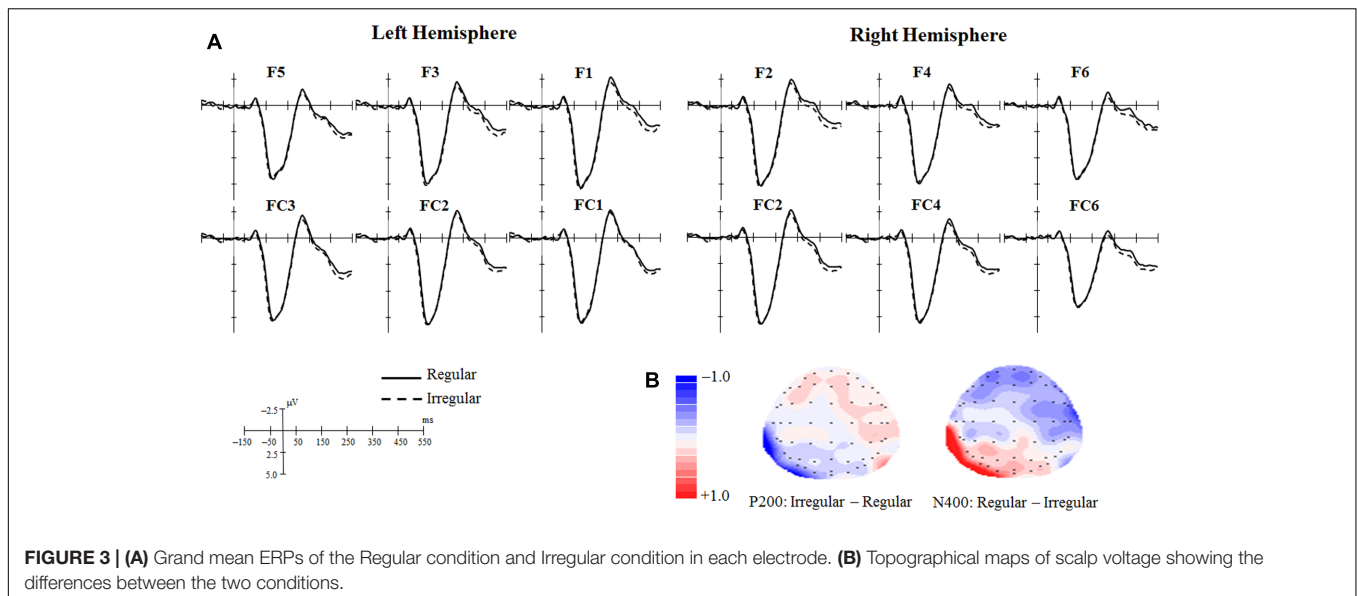 A
Left Hemisphere
Right Hemisphere
F5 F3 F1 F2 F4 F6
FC3 FC2 FC1 FC2 FC4 FC6
Regular
Irregular
μV
−2.5
ms
−150 −50 50 150 250 350 450 550
2.5
5.0
B
−1.0
+1.0
P200: Irregular – Regular
N400: Regular – Irregular
FIGURE 3 | (A) Grand mean ERPs of the Regular condition and Irregular condition in each electrode. (B) Topographical maps of scalp voltage showing the
differences between the two conditions.